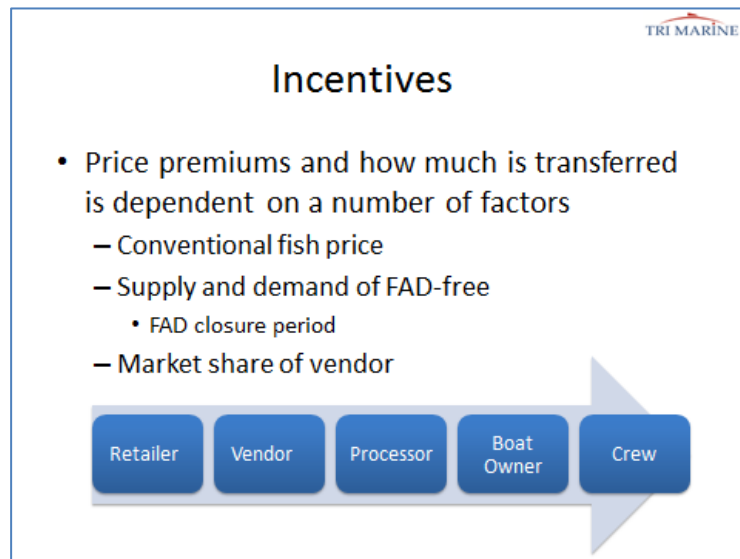 TRI MARINE
Incentives
• Price premiums and how much is transferred
is dependent on a number of factors
– Conventional fish price
– Supply and demand of FAD-free
• FAD closure period
– Market share of vendor
Retailer
Vendor
Processor
Boat
Owner
Crew